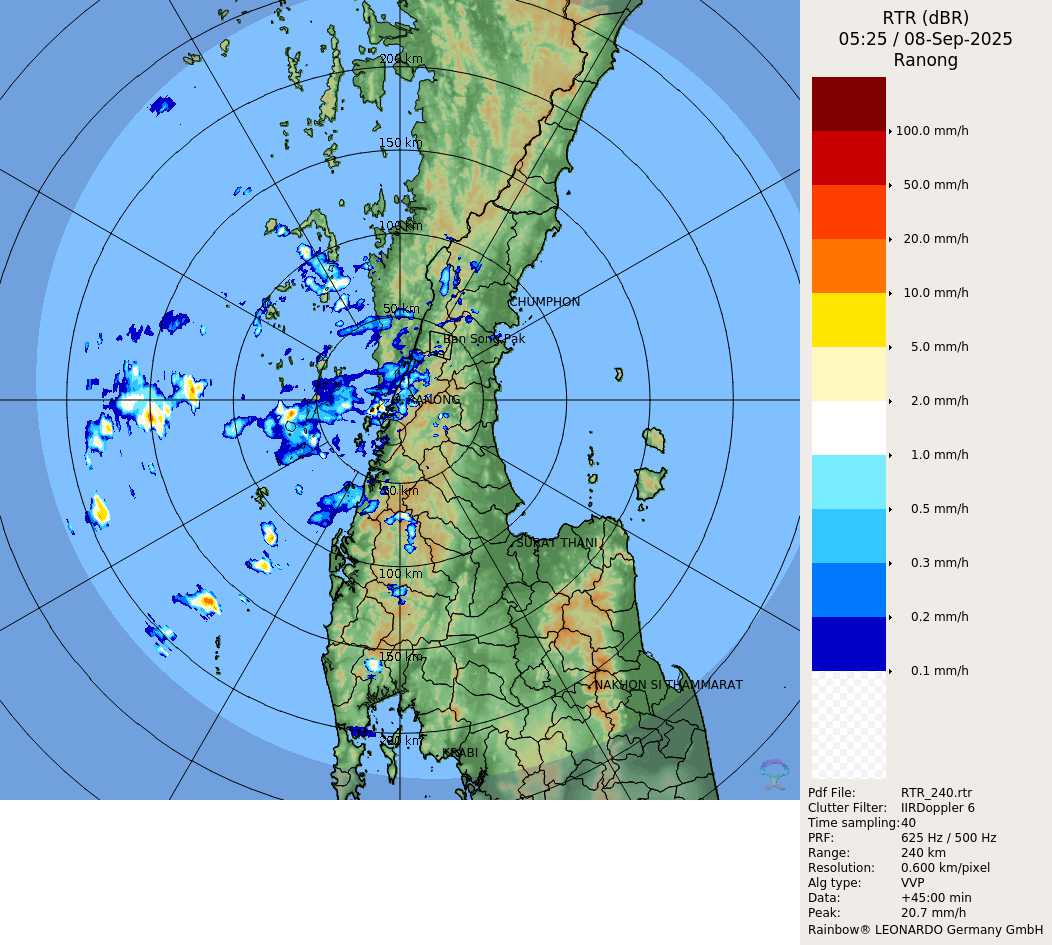 RTR (dBR)
05:25 / 08-Sep-2025
Ranong
100.0 mm/h
50.0 mm/h
20.0 mm/h
10.0 mm/h
5.0 mm/h
2.0 mm/h
1.0 mm/h
0.5 mm/h
0.3 mm/h
0.2 mm/h
0.1 mm/h
200 km
150 km
100 km
CHUMPHON
50 km
Ban Song Pak
RANONG
50 km
SURAT THANI
100 km
150 km
NAKHON SI THAMMARAT
200 km
KRABI
Pdf File: RTR_240.rtr
Clutter Filter: IIRDoppler 6
Time sampling:40
PRF: 625 Hz / 500 Hz
Range: 240 km
Resolution: 0.600 km/pixel
Alg type: VVP
Data: +45:00 min
Peak: 20.7 mm/h
Rainbow® LEONARDO Germany GmbH